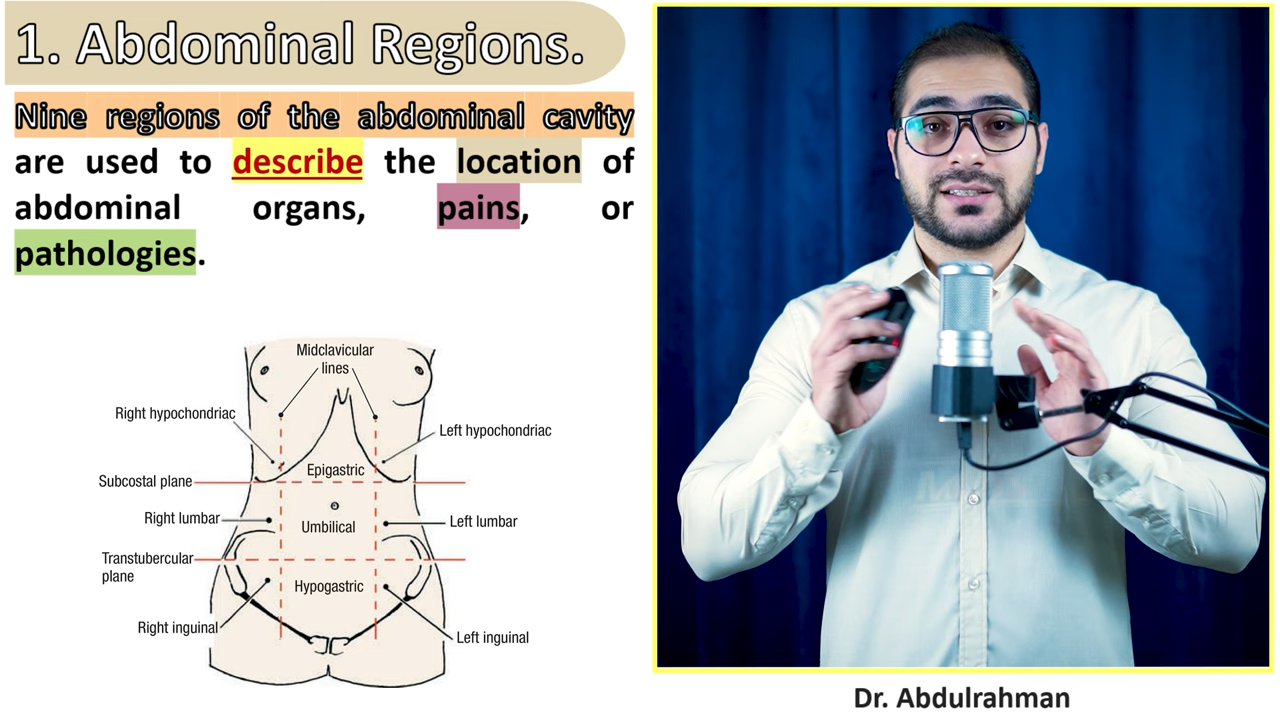 1. Abdominal Regions.
Nine regions of the abdominal cavity
are used to describe the location of
abdominal organs, pains, or
pathologies.
Midclavicular
lines
Right hypochondriac
Left hypochondriac
Epigastric
Subcostal plane
Right lumbar
Umbilical
Left lumbar
Transtubercular
plane
Hypogastric
Right inguinal
Left inguinal
Dr. Abdulrahman